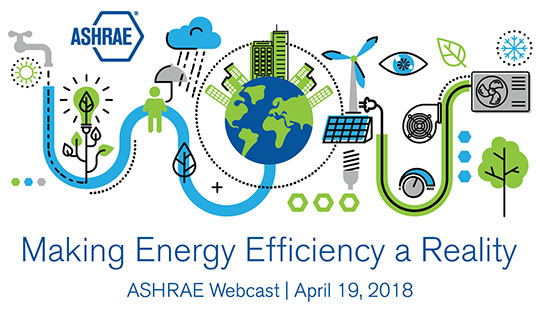 ASHRAE®
Making Energy Efficiency a Reality
ASHRAE Webcast | April 19, 2018